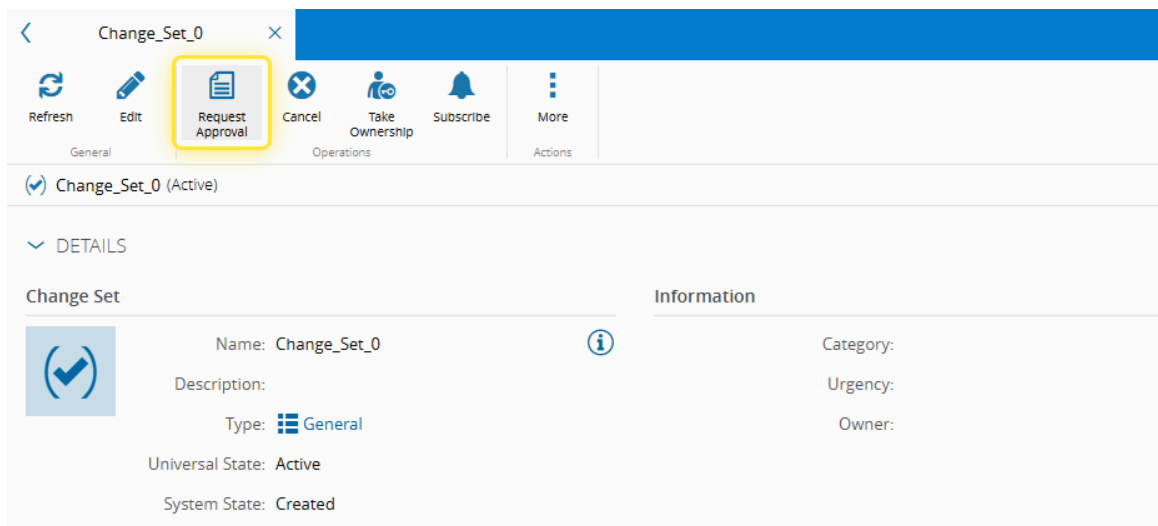 Change_Set_0
Refresh Edit Request Approval Cancel Take Ownership Subscribe More
General Operations Actions
Change_Set_0 (Active)
DETAILS
Change Set Information
Name: Change_Set_0 Category:
Description: Urgency:
Type: General Owner:
Universal State: Active
System State: Created